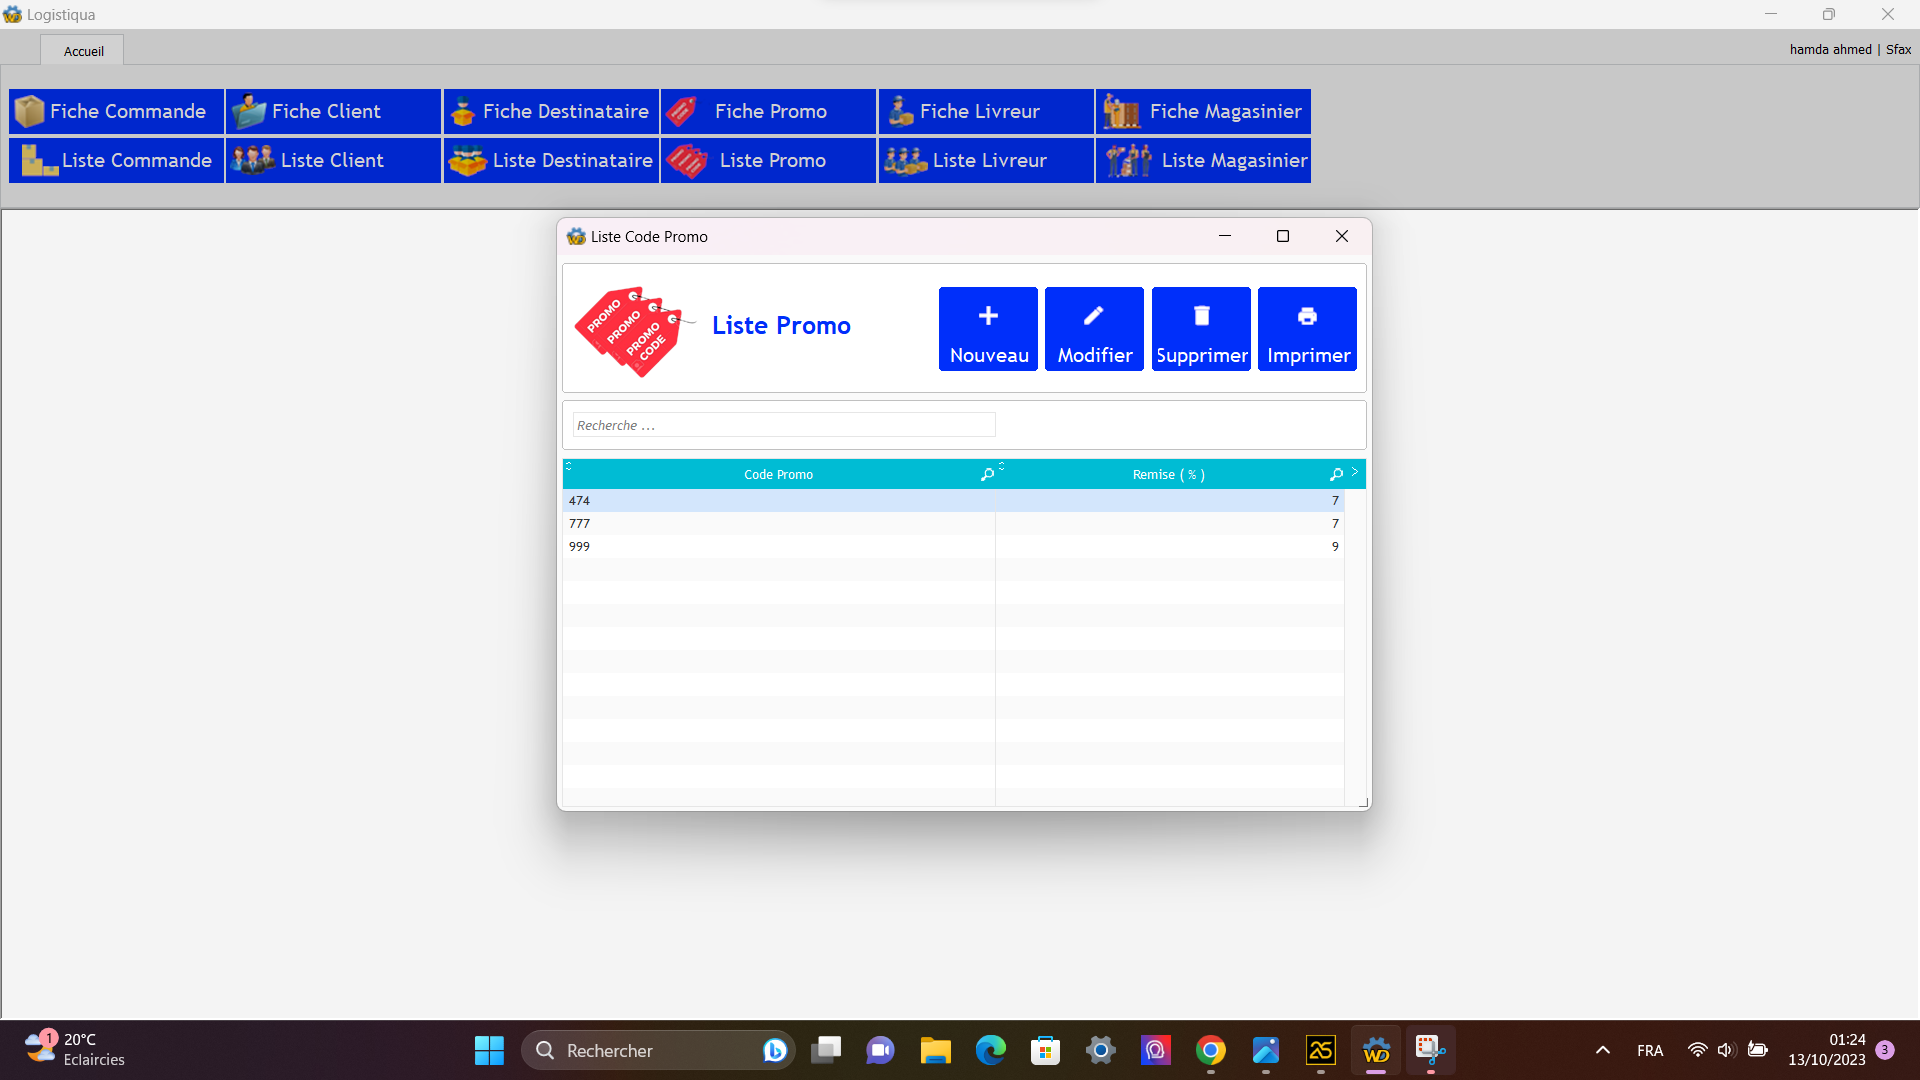 Logistiqua
Accueil
hamda ahmed | Sfax
Fiche Commande
Fiche Client
Fiche Destinataire
Fiche Promo
Fiche Livreur
Fiche Magasinier
Liste Commande
Liste Client
Liste Destinataire
Liste Promo
Liste Livreur
Liste Magasinier
Liste Code Promo
PROMO
PROMO
PROMO CODE
Liste Promo
Nouveau
Modifier
Supprimer
Imprimer
Recherche ...
Code Promo
Remise ( % )
474 7
777 7
999 9
1
20°C
Eclaircies
Rechercher
FRA
01:24
13/10/2023
3